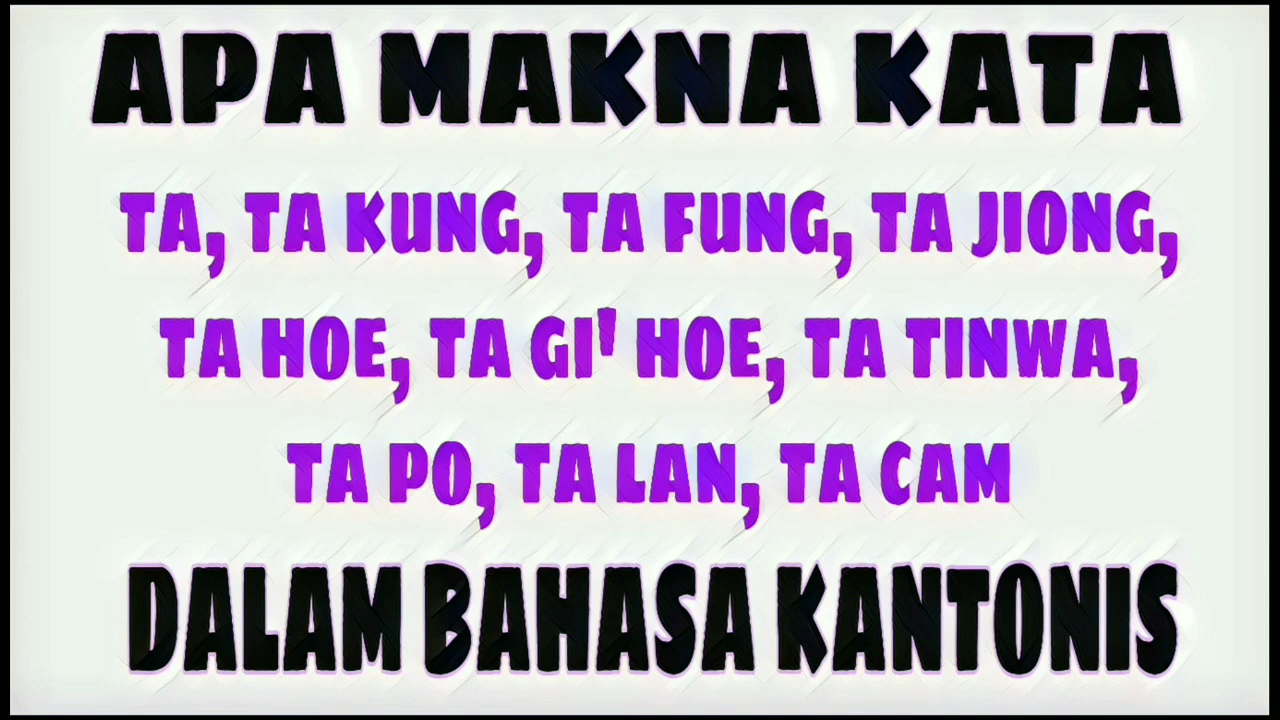 APA MAKNA KATA
TA, TA KUNG, TA FUNG, TA JIONG,
TA HOE, TA GI' HOE, TA TINWA,
TA PO, TA LAN, TA CAM
DALAM BAHASA KANTONIS